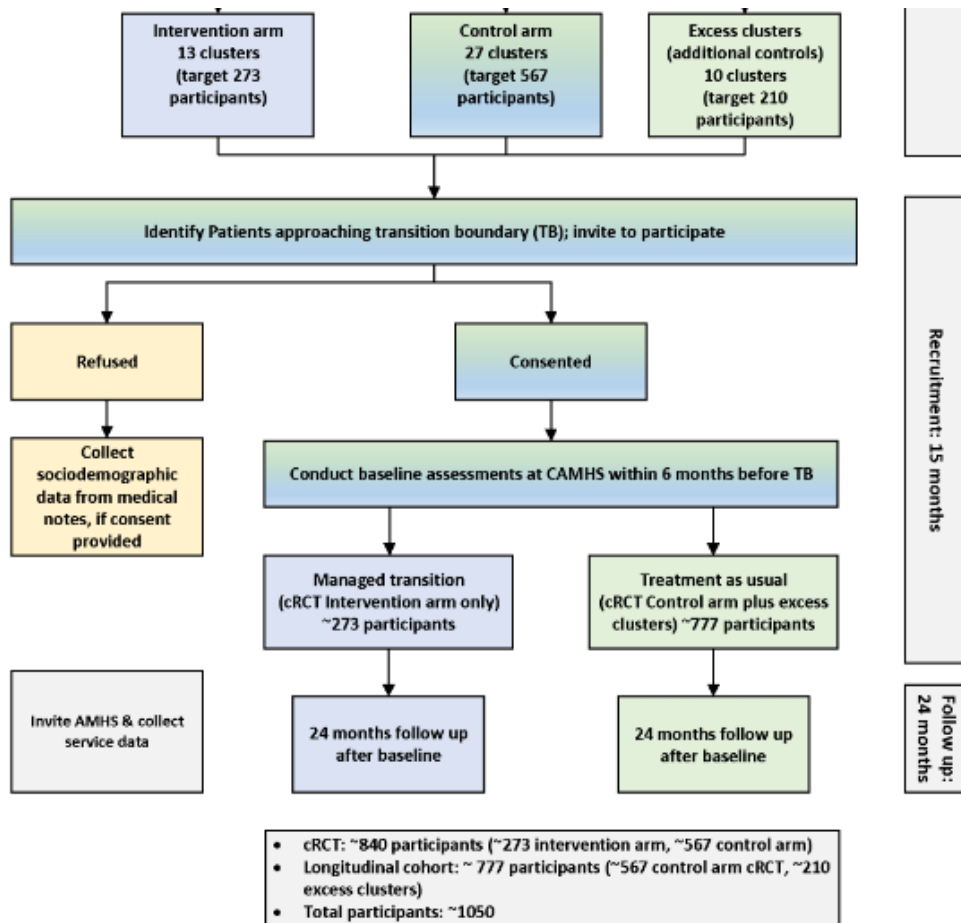 Intervention arm
13 clusters
(target 273
participants)
Control arm
27 clusters
(target 567
participants)
Excess clusters
(additional controls)
10 clusters
(target 210
participants)
Identify Patients approaching transition boundary (TB); invite to participate
Refused
Consented
Collect
sociodemographic
data from medical
notes, if consent
provided
Conduct baseline assessments at CAMHS within 6 months before TB
Managed transition
(cRCT Intervention arm only)
~273 participants
Treatment as usual
(cRCT Control arm plus excess
clusters) ~777 participants
Recruitment: 15 months
Invite AMHS & collect
service data
24 months follow up
after baseline
24 months follow up
after baseline
Follow up:
24 months
• cRCT: ~840 participants (~273 intervention arm, ~567 control arm)
• Longitudinal cohort: ~ 777 participants (~567 control arm cRCT, ~210
excess clusters)
• Total participants: ~1050